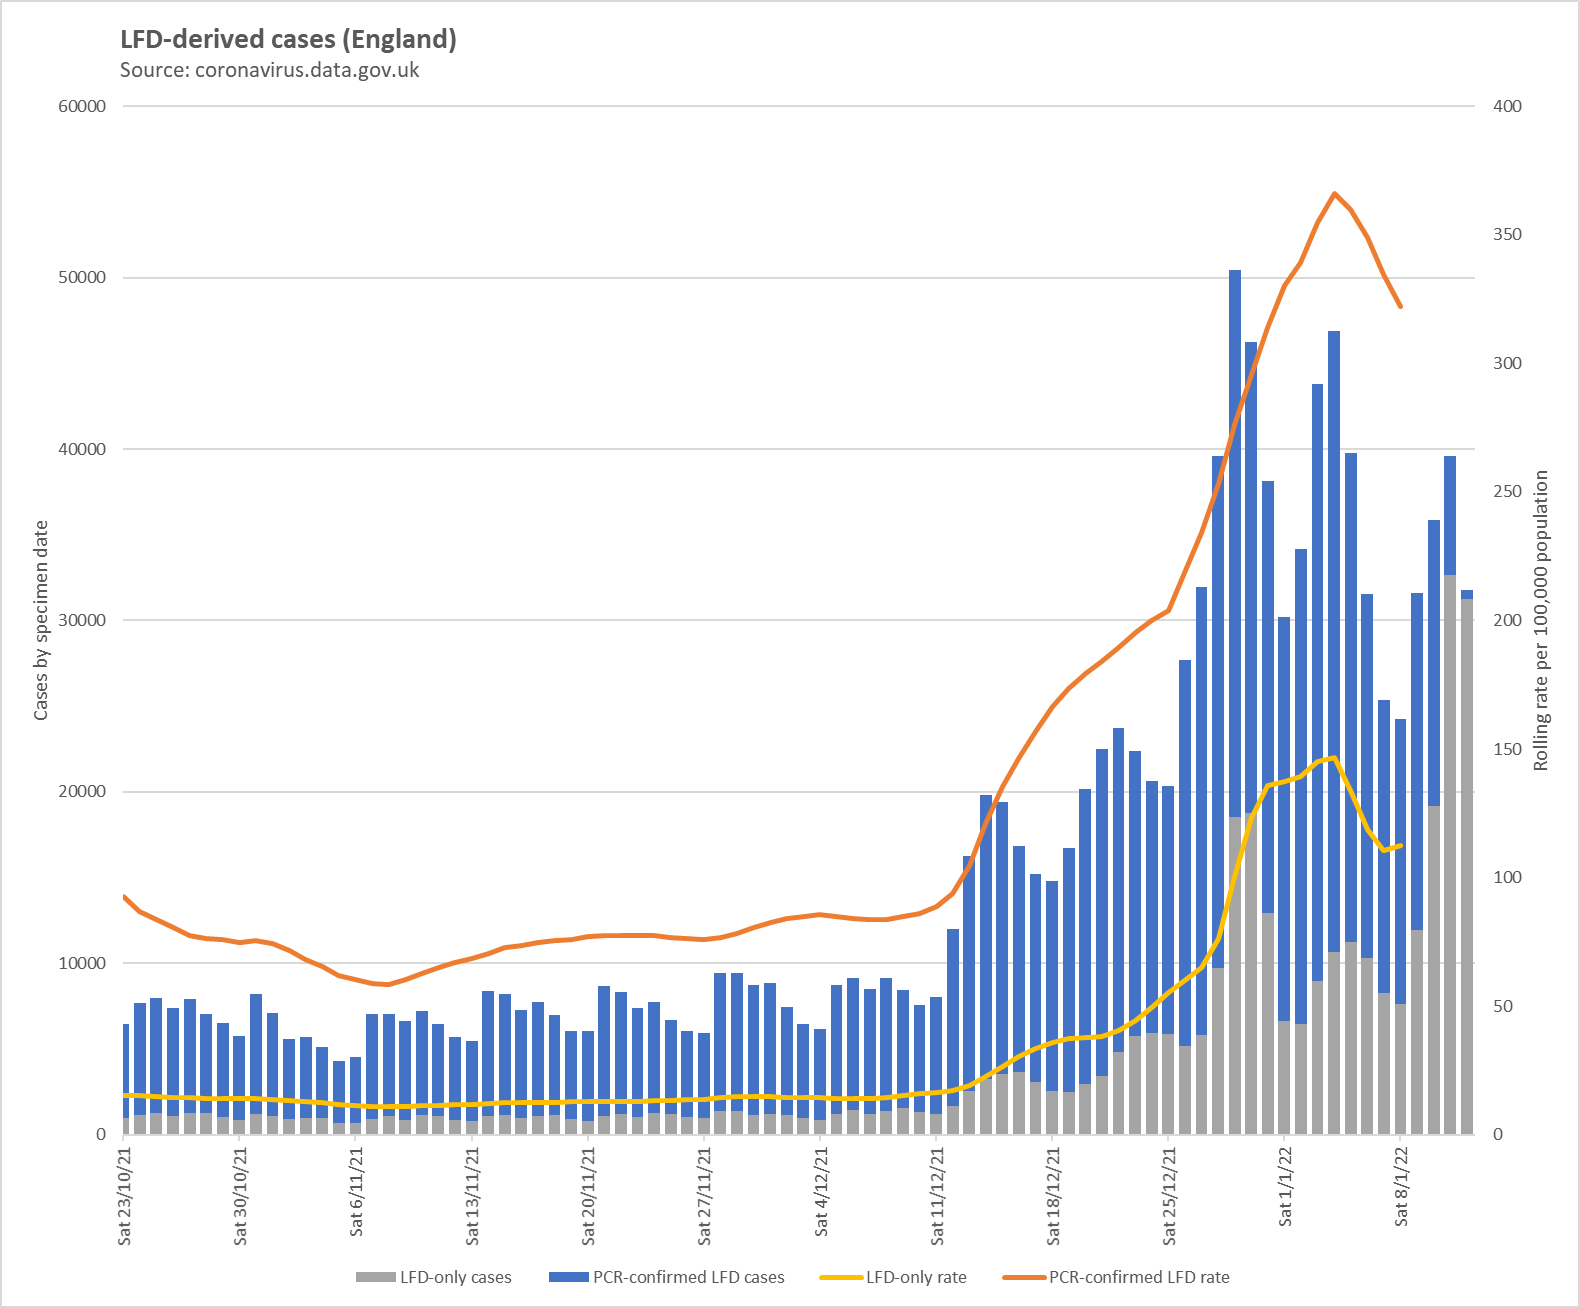 LFD-derived cases (England)
Source: coronavirus.data.gov.uk
60000
50000
40000
30000
20000
10000
0
Cases by specimen date
400
350
300
250
200
150
100
50
0
Rolling rate per 100,000 population
Sat 23/10/21
Sat 30/10/21
Sat 6/11/21
Sat 13/11/21
Sat 20/11/21
Sat 27/11/21
Sat 4/12/21
Sat 11/12/21
Sat 18/12/21
Sat 25/12/21
Sat 1/1/22
Sat 8/1/22
LFD-only cases
PCR-confirmed LFD cases
LFD-only rate
PCR-confirmed LFD rate